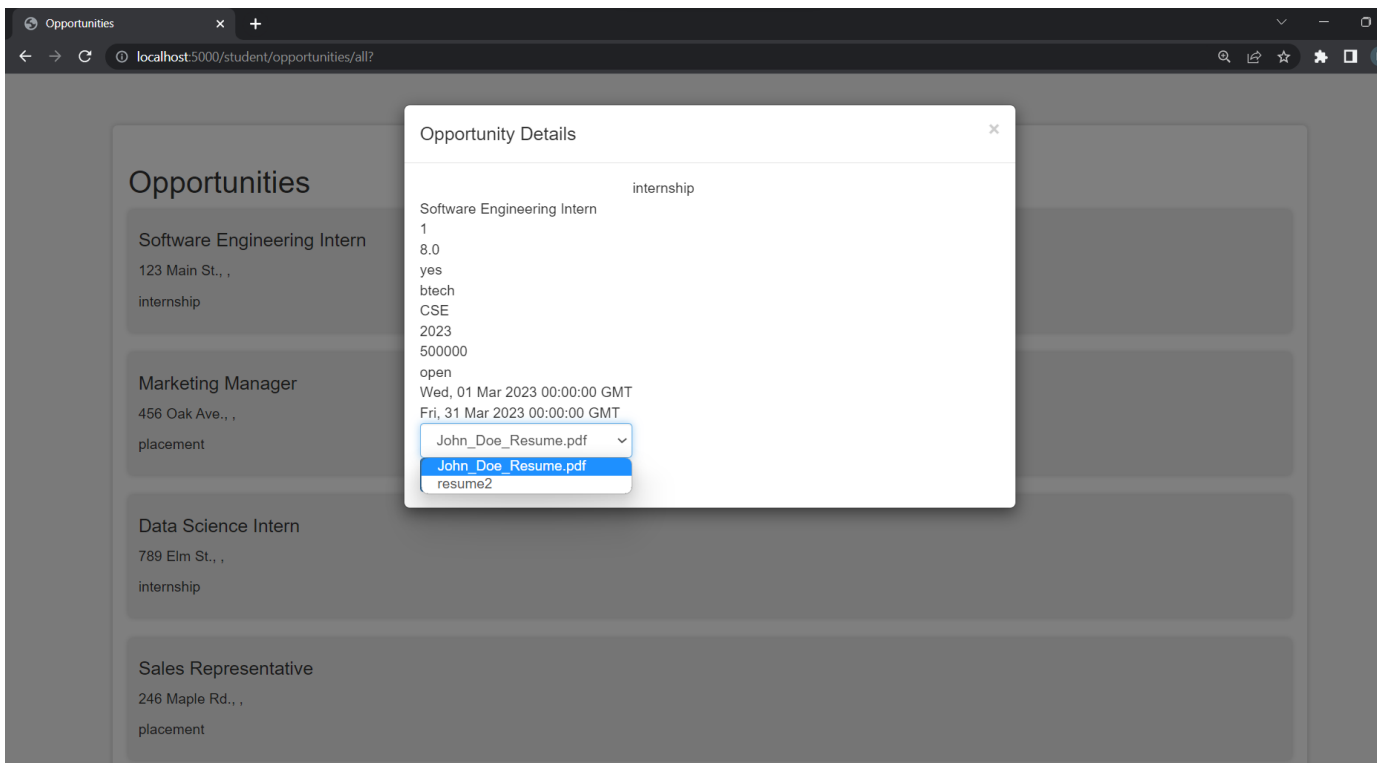 Opportunities
localhost:5000/student/opportunities/all?
Opportunity Details
×
internship
Software Engineering Intern
1
8.0
yes
btech
CSE
2023
500000
open
Wed, 01 Mar 2023 00:00:00 GMT
Fri, 31 Mar 2023 00:00:00 GMT
John_Doe_Resume.pdf
John_Doe_Resume.pdf
resume2
Opportunities
Software Engineering Intern
123 Main St., ,
internship
Marketing Manager
456 Oak Ave., ,
placement
Data Science Intern
789 Elm St., ,
internship
Sales Representative
246 Maple Rd., ,
placement